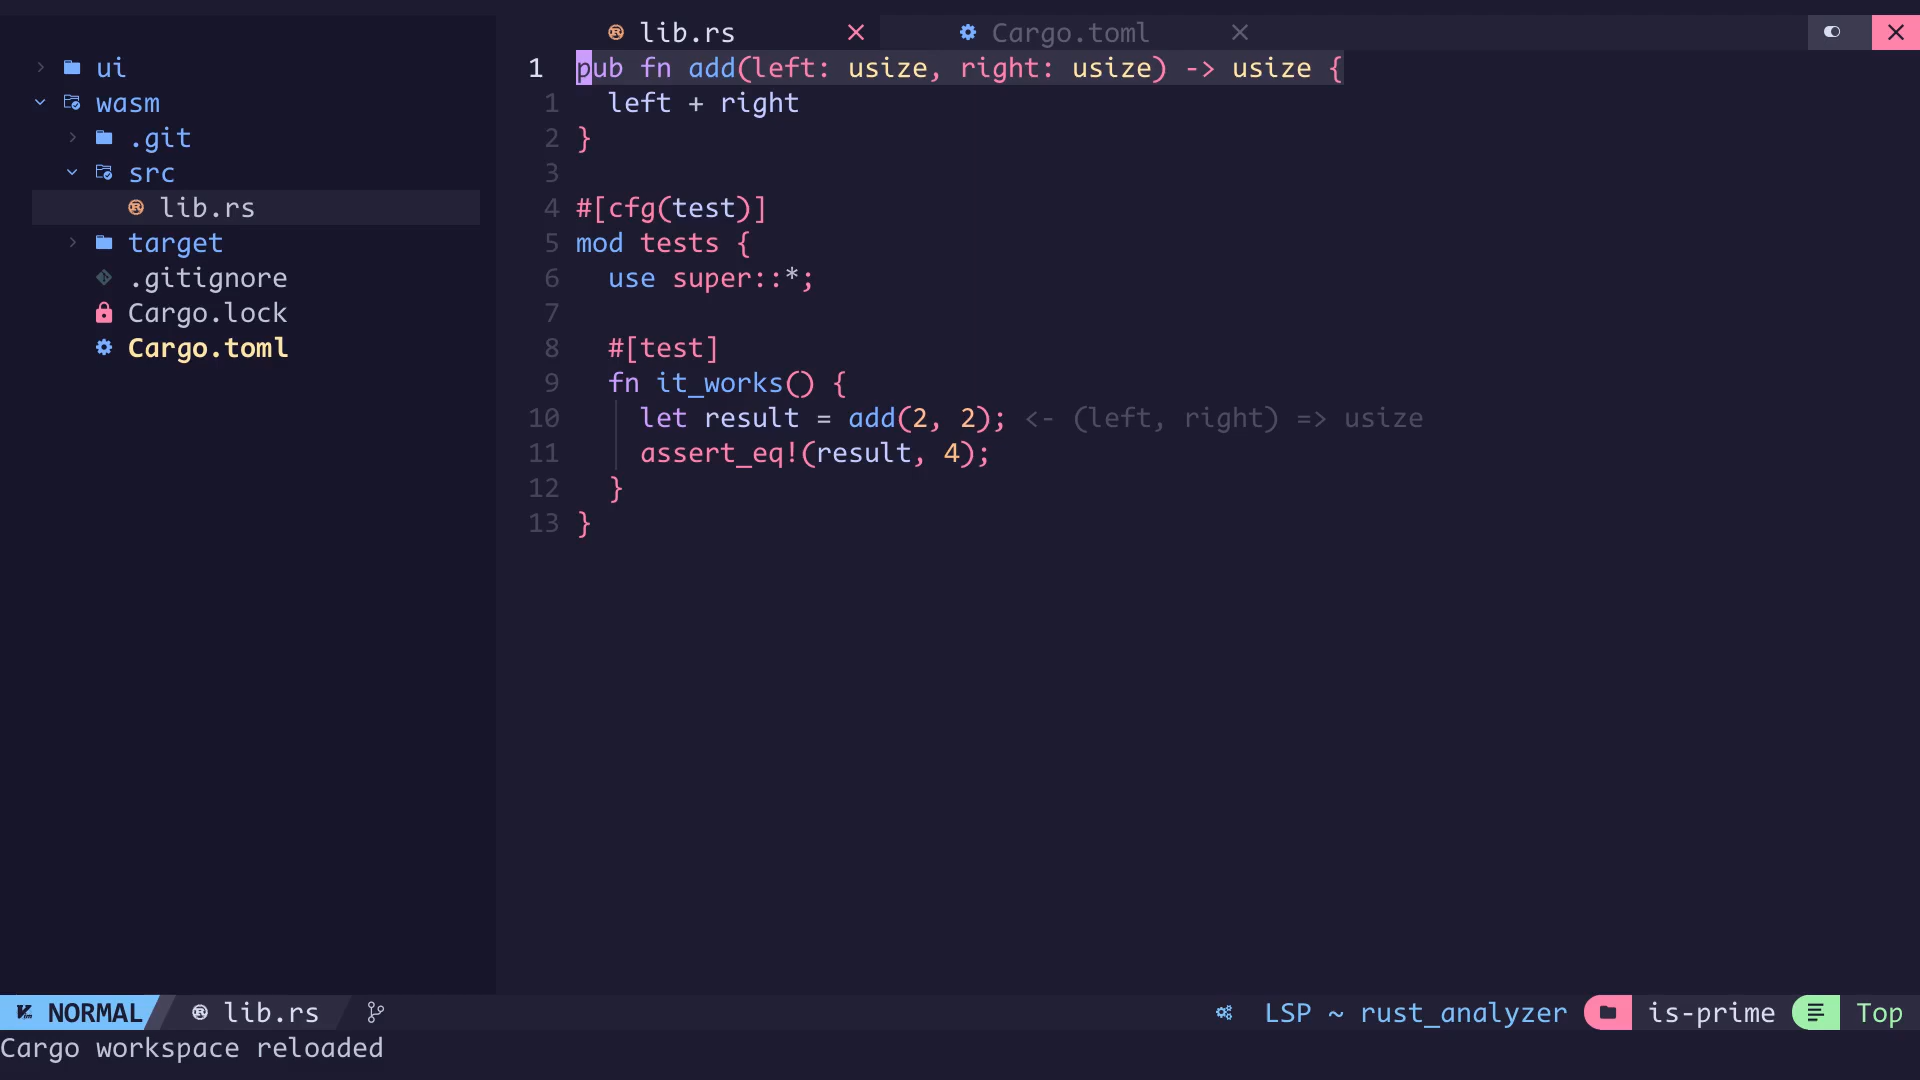 lib.rs
Cargo.toml
ui
wasm
.git
src
lib.rs
target
.gitignore
Cargo.lock
Cargo.toml
1 pub fn add(left: usize, right: usize) -> usize {
1 left + right
2 }
3
4 #[cfg(test)]
5 mod tests {
6 use super::*;
7
8 #[test]
9 fn it_works() {
10 let result = add(2, 2); <- (left, right) => usize
11 assert_eq!(result, 4);
12 }
13 }
NORMAL lib.rs LSP ~ rust_analyzer is-prime Top
Cargo workspace reloaded